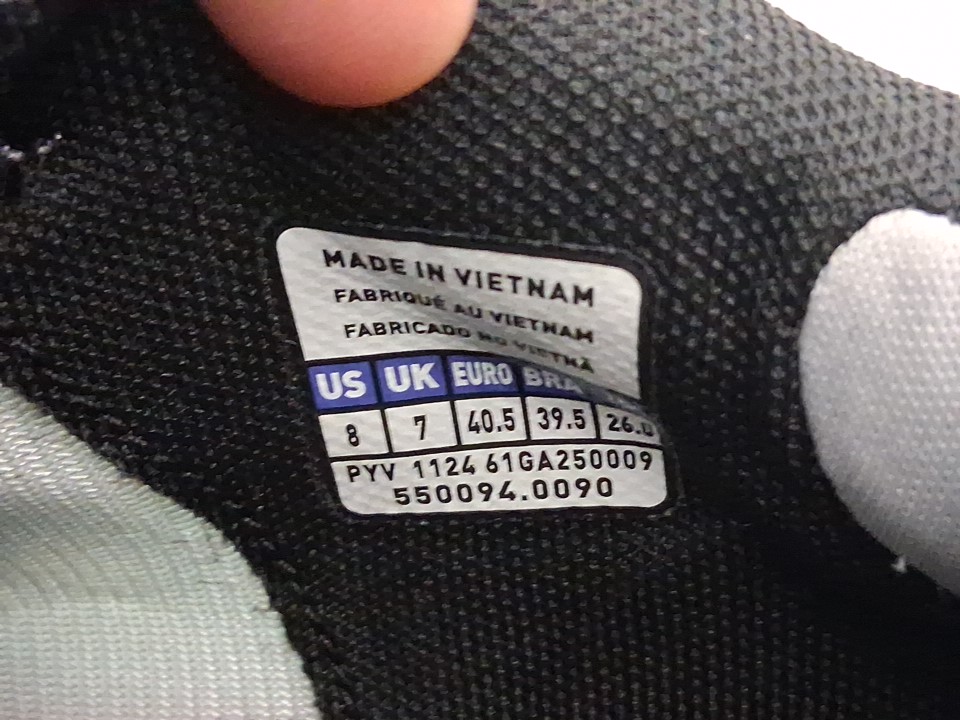 MADE IN VIETNAM
FABRIQUÉ AU VIETNAM
FABRICADO NO VIETNÃ
US UK EURO
8 7 40.5 39.5 26.0
PYV 1124 61GA250009
550094.0090